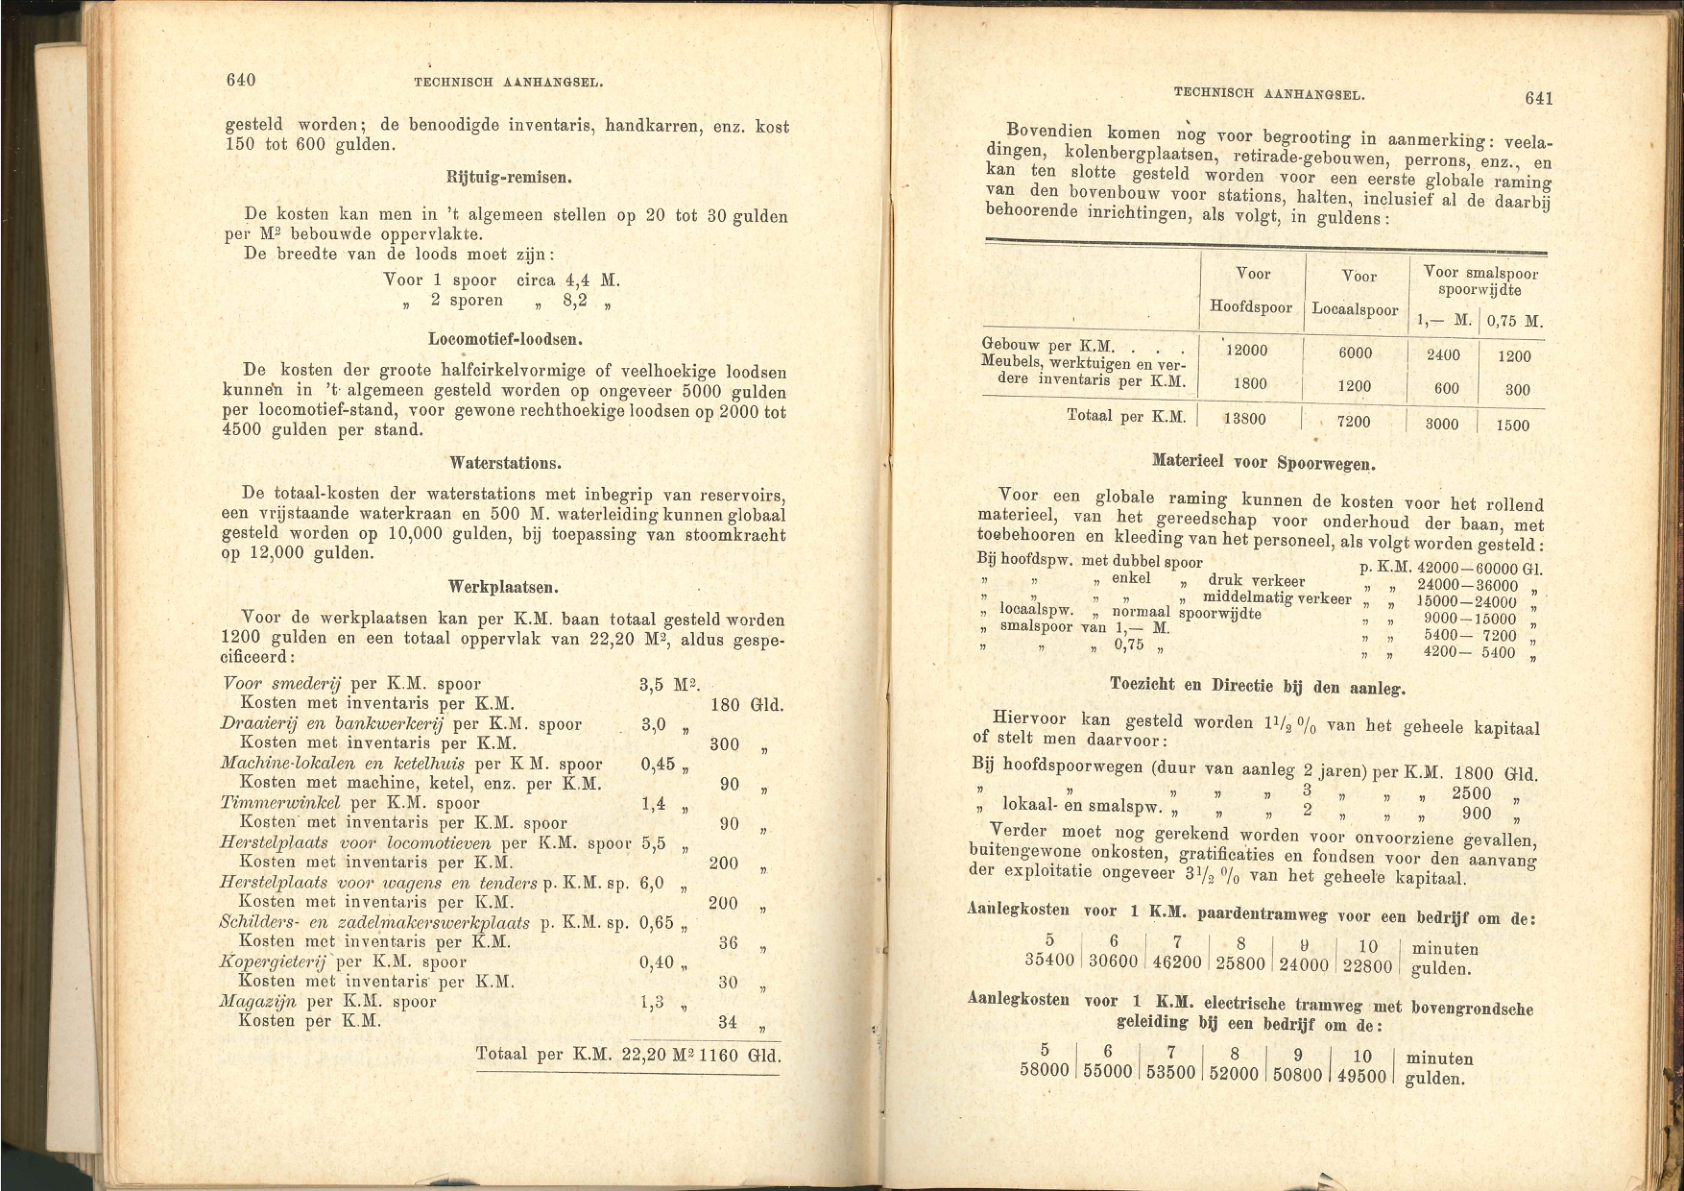 640
TECHNISCH AANHANGSEL.
gesteld worden; de benoodigde inventaris, handkarren, enz. kost
150 tot 600 gulden.
Rijtuig-remisen.
De kosten kan men in 't algemeen stellen op 20 tot 30 gulden
per M² bebouwde oppervlakte.
De breedte van de loods moet zijn:
Voor 1 spoor circa 4,4 M.
„ 2 sporen „ 8,2 „
Locomotief-loodsen.
De kosten der groote halfcirkelvormige of veelhoekige loodsen
kunnen in 't algemeen gesteld worden op ongeveer 5000 gulden
per locomotief-stand, voor gewone rechthoekige loodsen op 2000 tot
4500 gulden per stand.
Waterstations.
De totaal-kosten der waterstations met inbegrip van reservoirs,
een vrijstaande waterkraan en 500 M. waterleiding kunnen globaal
gesteld worden op 10,000 gulden, bij toepassing van stoomkracht
op 12,000 gulden.
Werkplaatsen.
Voor de werkplaatsen kan per K.M. baan totaal gesteld worden
1200 gulden en een totaal oppervlak van 22,20 M², aldus gespe-
cificeerd:
Voor smederij per K.M. spoor 3,5 M².
Kosten met inventaris per K.M. 180 Gld.
Draaierij en bankwerkerij per K.M. spoor 3,0 „
Kosten met inventaris per K.M. 300 „
Machine-lokalen en ketelhuis per K M. spoor 0,45 „
Kosten met machine, ketel, enz. per K.M. 90 „
Timmerwinkel per K.M. spoor 1,4 „
Kosten met inventaris per K.M. spoor 90 „
Herstelplaats voor locomotieven per K.M. spoor 5,5 „
Kosten met inventaris per K.M. 200 „
Herstelplaats voor wagens en tenders p. K.M. sp. 6,0 „
Kosten met inventaris per K.M. 200 „
Schilders- en zadelmakerswerkplaats p. K.M. sp. 0,65 „
Kosten met inventaris per K.M. 36 „
Kopergieterij per K.M. spoor 0,40 „
Kosten met inventaris per K.M. 30 „
Magazijn per K.M. spoor 1,3 „
Kosten per K.M. 34 „
Totaal per K.M. 22,20 M² 1160 Gld.
TECHNISCH AANHANGSEL.
641
Bovendien komen nog voor begrooting in aanmerking: veela-
dingen, kolenbergplaatsen, retirade-gebouwen, perrons, enz., en
kan ten slotte gesteld worden voor een eerste globale raming
van den bovenbouw voor stations, halten, inclusief al de daarbij
behoorende inrichtingen, als volgt, in guldens:
Voor Voor Voor smalspoor
spoorwijdte
Hoofdspoor Locaalspoor 1,— M. 0,75 M.
Gebouw per K.M. . . . 12000 6000 2400 1200
Meubels, werktuigen en ver-
dere inventaris per K.M. 1800 1200 600 300
Totaal per K.M. 13800 7200 3000 1500
Materieel voor Spoorwegen.
Voor een globale raming kunnen de kosten voor het rollend
materieel, van het gereedschap voor onderhoud der baan, met
toebehooren en kleeding van het personeel, als volgt worden gesteld:
Bij hoofdspw. met dubbel spoor p. K.M. 42000—60000 Gl.
„ „ „ enkel „ druk verkeer „ „ 24000—36000 „
„ „ „ „ „ middelmatig verkeer „ „ 15000—24000 „
„ locaalspw. „ normaal spoorwijdte „ „ 9000—15000 „
„ smalspoor van 1,— M. „ „ 5400— 7200 „
„ „ „ 0,75 „ „ „ 4200— 5400 „
Toezicht en Directie bij den aanleg.
Hiervoor kan gesteld worden 1½ % van het geheele kapitaal
of stelt men daarvoor:
Bij hoofdspoorwegen (duur van aanleg 2 jaren) per K.M. 1800 Gld.
„ „ „ „ „ 3 „ „ „ 2500 „
„ lokaal- en smalspw. „ „ „ 2 „ „ „ 900 „
Verder moet nog gerekend worden voor onvoorziene gevallen,
buitengewone onkosten, gratificaties en fondsen voor den aanvang
der exploitatie ongeveer 3½ % van het geheele kapitaal.
Aanlegkosten voor 1 K.M. paardentramweg voor een bedrijf om de:
5 6 7 8 9 10 minuten
35400 30600 46200 25800 24000 22800 gulden.
Aanlegkosten voor 1 K.M. electrische tramweg met bovengrondsche
geleiding bij een bedrijf om de:
5 6 7 8 9 10 minuten
58000 55000 53500 52000 50800 49500 gulden.